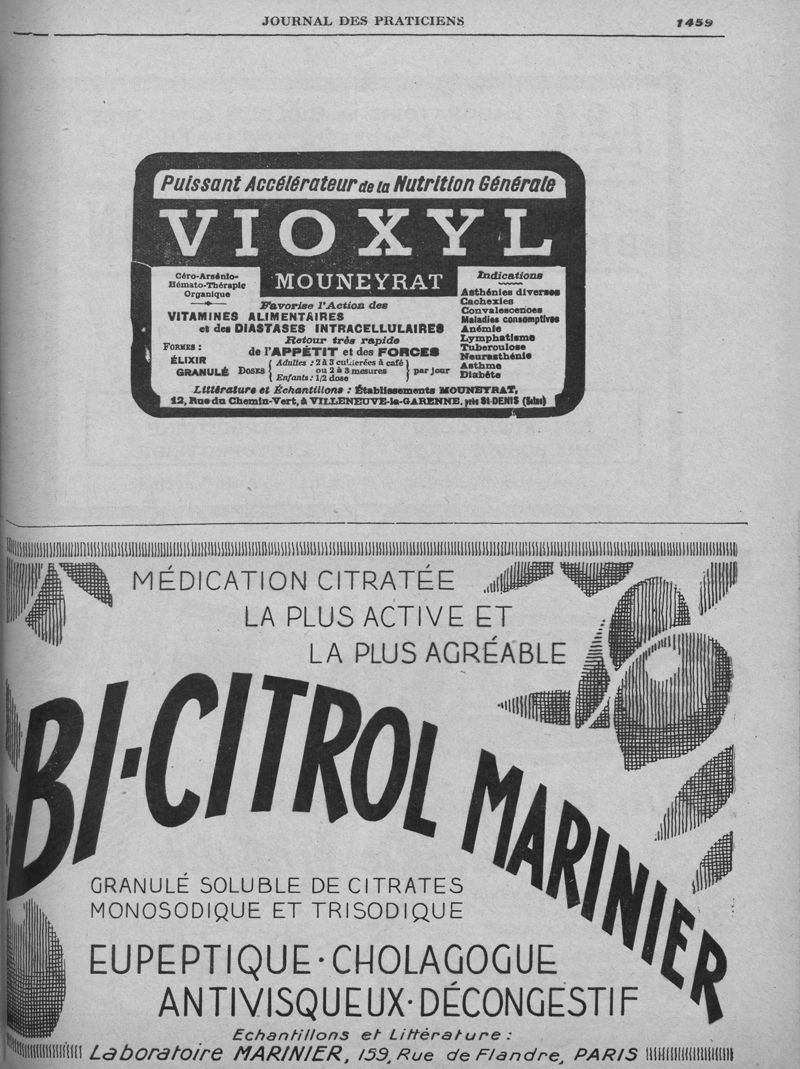 JOURNAL DES PRATICIENS
1459
Puissant Accélérateur de la Nutrition Générale
VIOXYL
MOUNEYRAT
Céro-Arsénio-
Hémato-Thérapie
Organique
Favorise l'Action des
VITAMINES ALIMENTAIRES
et des DIASTASES INTRACELLULAIRES
Retour très rapide
de l'APPÉTIT et des FORCES
FORMES :
ÉLIXIR
GRANULÉ
DOSES
Adultes : 2 à 3 cuillerées à café
ou 2 à 3 mesures
Enfants : 1/2 dose
par jour
Indications
Asthénies diverses
Cachexies
Convalescences
Maladies consomptives
Anémie
Lymphatisme
Tuberculose
Neurasthénie
Asthme
Diabète
Littérature et Échantillons : Établissements MOUNEYRAT,
12, Rue du Chemin-Vert, à VILLENEUVE-la-GARENNE, près St-DENIS (Seine)
MÉDICATION CITRATÉE
LA PLUS ACTIVE ET
LA PLUS AGRÉABLE
BI-CITROL MARINIER
GRANULÉ SOLUBLE DE CITRATES
MONOSODIQUE ET TRISODIQUE
EUPEPTIQUE · CHOLAGOGUE
ANTIVISQUEUX · DÉCONGESTIF
Echantillons et Littérature :
Laboratoire MARINIER, 159, Rue de Flandre, PARIS